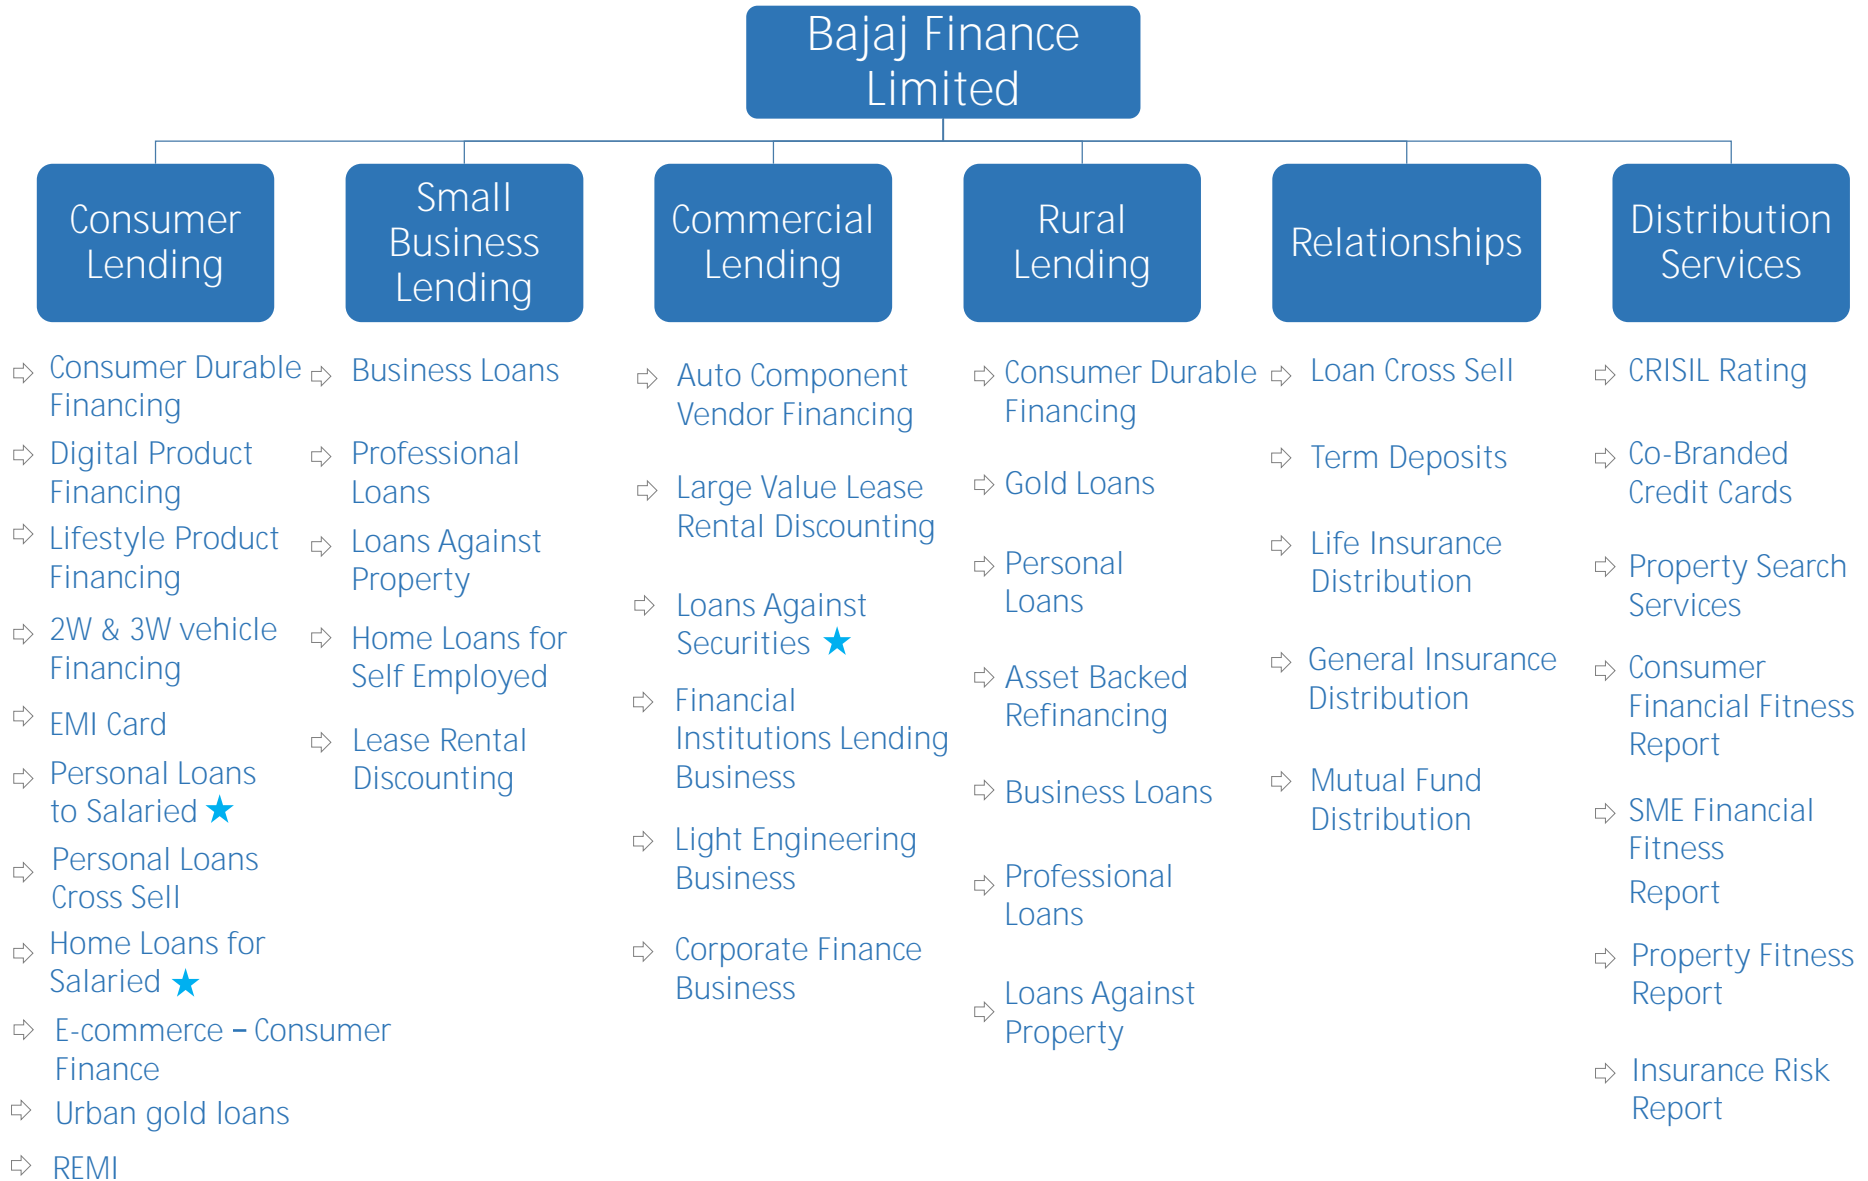 Bajaj Finance
Limited
Consumer
Lending
Small
Business
Lending
Commercial
Lending
Rural
Lending
Relationships
Distribution
Services
Consumer Durable
Financing
Digital Product
Financing
Lifestyle Product
Financing
2W & 3W vehicle
Financing
EMI Card
Personal Loans
to Salaried
Personal Loans
Cross Sell
Home Loans for
Salaried
E-commerce – Consumer
Finance
Urban gold loans
REMI
Business Loans
Professional
Loans
Loans Against
Property
Home Loans for
Self Employed
Lease Rental
Discounting
Auto Component
Vendor Financing
Large Value Lease
Rental Discounting
Loans Against
Securities
Financial
Institutions Lending
Business
Light Engineering
Business
Corporate Finance
Business
Consumer Durable
Financing
Gold Loans
Personal
Loans
Asset Backed
Refinancing
Business Loans
Professional
Loans
Loans Against
Property
Loan Cross Sell
Term Deposits
Life Insurance
Distribution
General Insurance
Distribution
Mutual Fund
Distribution
CRISIL Rating
Co-Branded
Credit Cards
Property Search
Services
Consumer
Financial Fitness
Report
SME Financial
Fitness
Report
Property Fitness
Report
Insurance Risk
Report